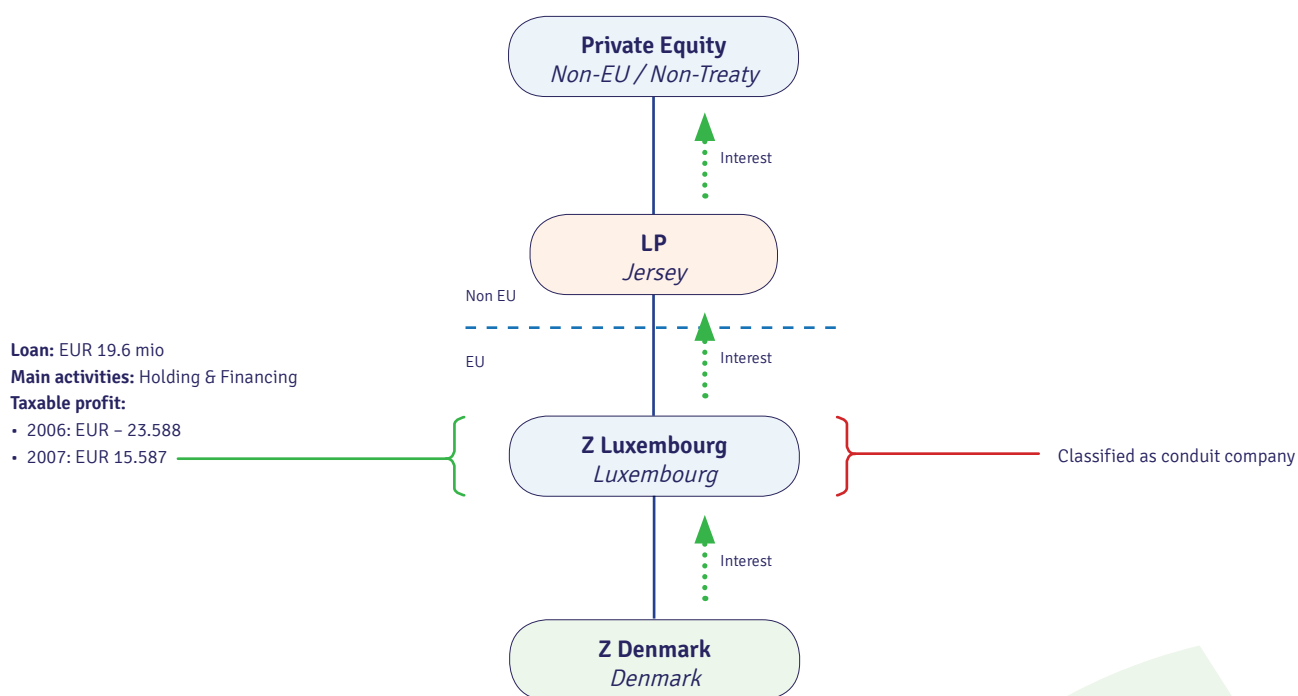 Private Equity
Non-EU / Non-Treaty
Interest
LP
Jersey
Non EU
EU
Interest
Loan: EUR 19.6 mio
Main activities: Holding & Financing
Taxable profit:
• 2006: EUR – 23.588
• 2007: EUR 15.587
Z Luxembourg
Luxembourg
Classified as conduit company
Interest
Z Denmark
Denmark